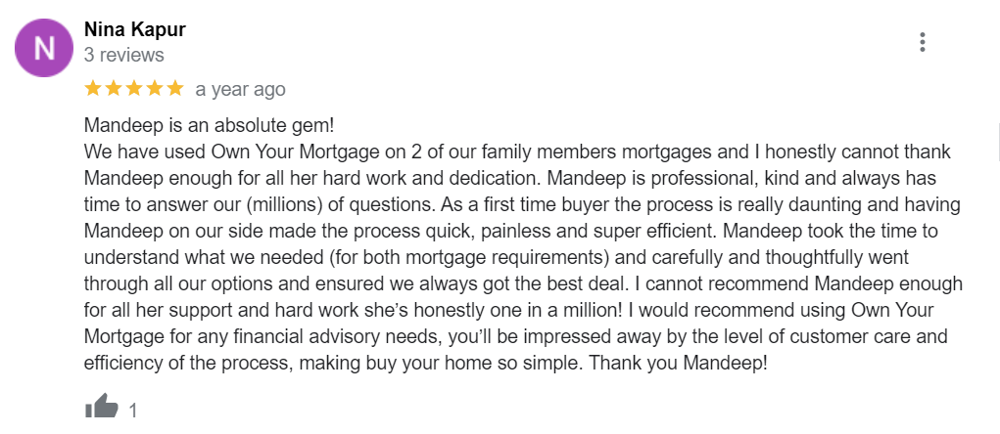 N
Nina Kapur
3 reviews
a year ago
Mandeep is an absolute gem!
We have used Own Your Mortgage on 2 of our family members mortgages and I honestly cannot thank
Mandeep enough for all her hard work and dedication. Mandeep is professional, kind and always has
time to answer our (millions) of questions. As a first time buyer the process is really daunting and having
Mandeep on our side made the process quick, painless and super efficient. Mandeep took the time to
understand what we needed (for both mortgage requirements) and carefully and thoughtfully went
through all our options and ensured we always got the best deal. I cannot recommend Mandeep enough
for all her support and hard work she’s honestly one in a million! I would recommend using Own Your
Mortgage for any financial advisory needs, you’ll be impressed away by the level of customer care and
efficiency of the process, making buy your home so simple. Thank you Mandeep!
1